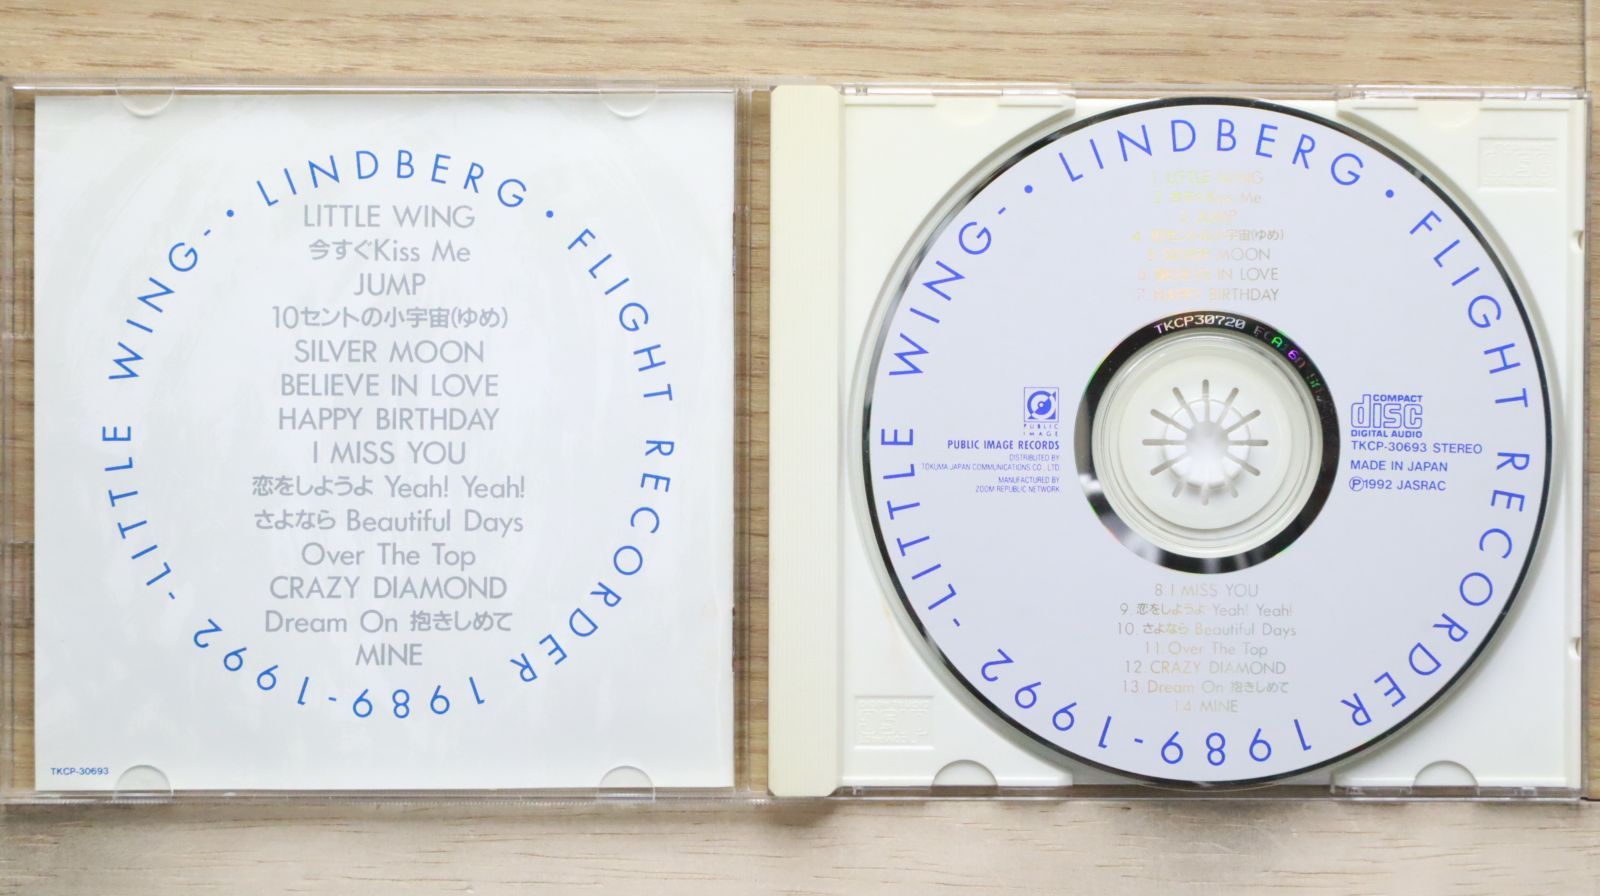 ・LINDBERG・FLIGHT RECORDER 1989-1992 -LITTLE WING-
LITTLE WING
今すぐKiss Me
JUMP
10セントの小宇宙(ゆめ)
SILVER MOON
BELIEVE IN LOVE
HAPPY BIRTHDAY
I MISS YOU
恋をしようよ Yeah! Yeah!
さよなら Beautiful Days
Over The Top
CRAZY DIAMOND
Dream On 抱きしめて
MINE
TKCP-30693
・LINDBERG・FLIGHT RECORDER 1989-1992 -LITTLE WING-
1. LITTLE WING
2. 今すぐKiss Me
3. JUMP
4. 10セントの小宇宙(ゆめ)
5. SILVER MOON
6. BELIEVE IN LOVE
7. HAPPY BIRTHDAY
TKCP30720
PUBLIC
IMAGE
PUBLIC IMAGE RECORDS
DISTRIBUTED BY
TOKUMA JAPAN COMMUNICATIONS CO., LTD.
MANUFACTURED BY
ZOOM REPUBLIC NETWORK
COMPACT
disc
DIGITAL AUDIO
TKCP-30693 STEREO
MADE IN JAPAN
Ⓟ1992 JASRAC
8. I MISS YOU
9. 恋をしようよ Yeah! Yeah!
10. さよなら Beautiful Days
11. Over The Top
12. CRAZY DIAMOND
13. Dream On 抱きしめて
14. MINE